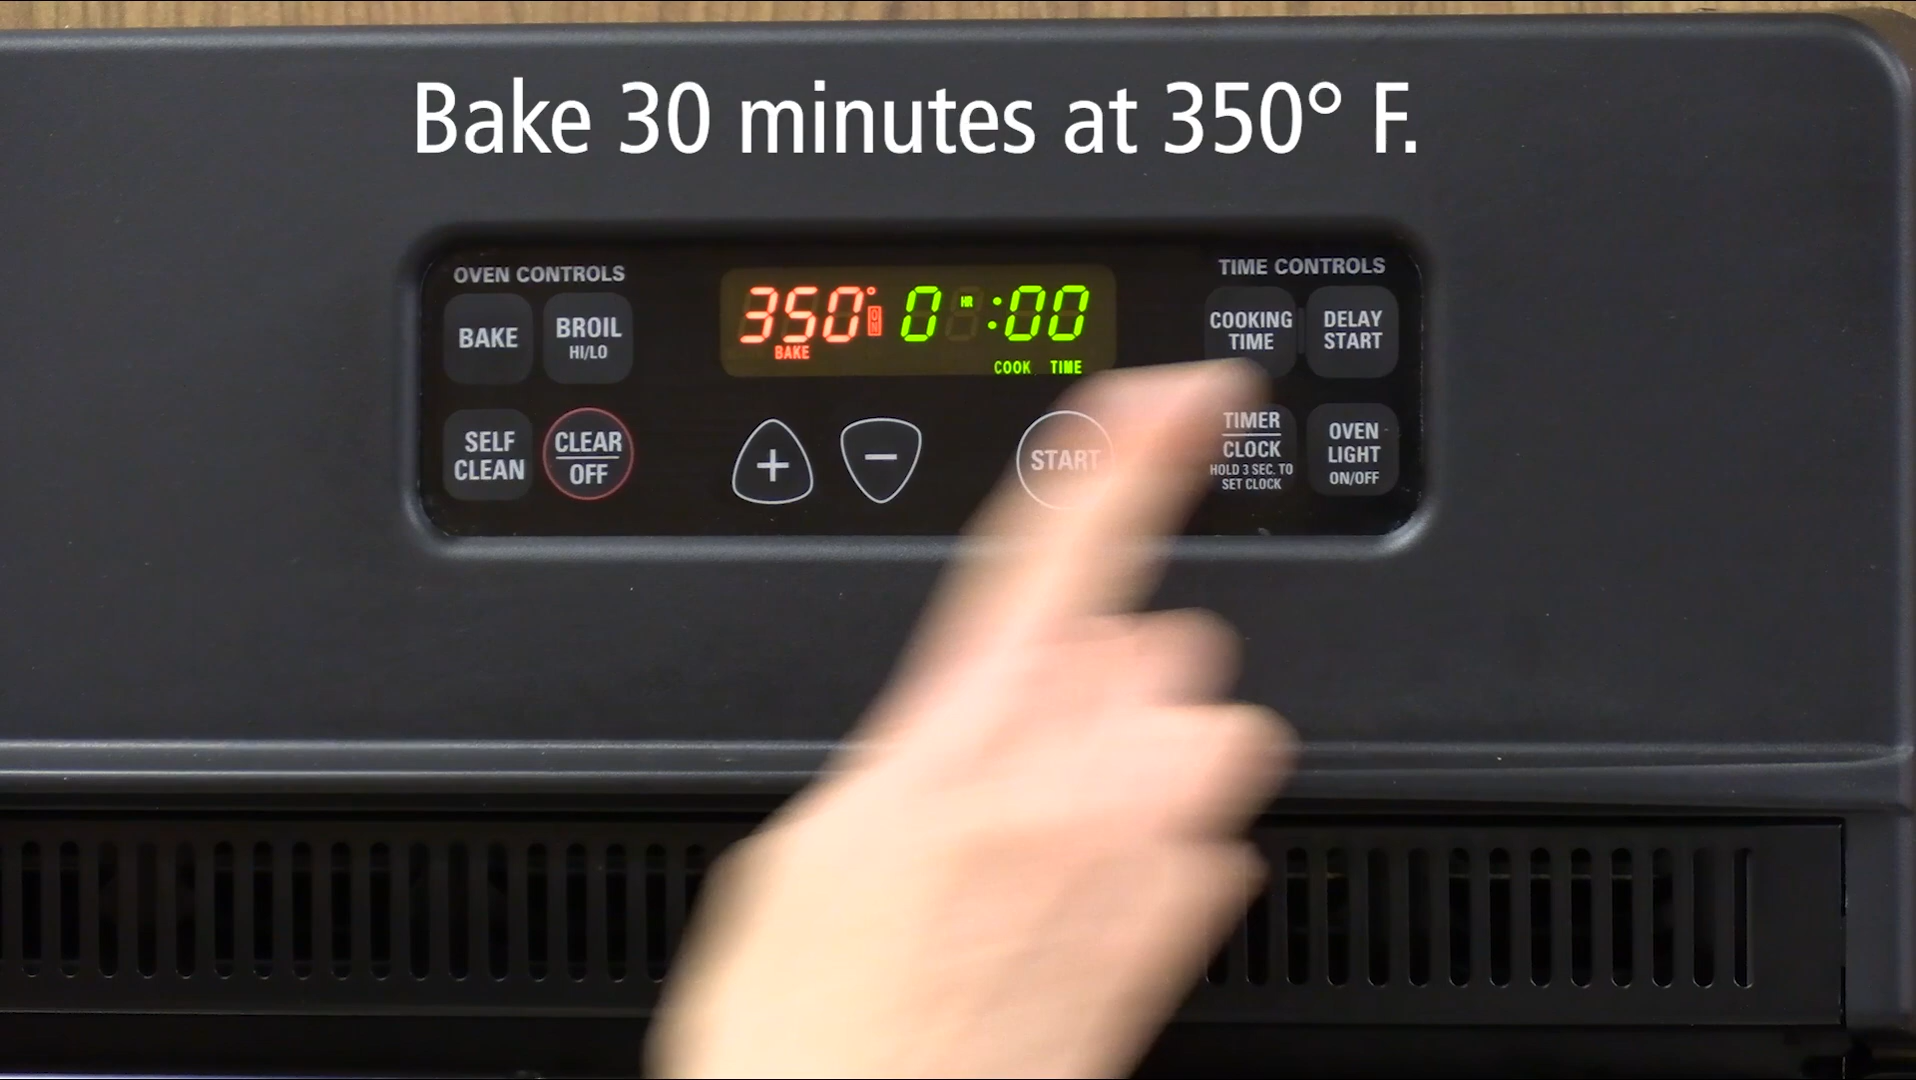 Bake 30 minutes at 350° F.
OVEN CONTROLS
BAKE
BROIL
HI/LO
SELF
CLEAN
CLEAR
OFF
350°
ON
BAKE
0 HR :00
COOK TIME
+
−
START
TIME CONTROLS
COOKING
TIME
DELAY
START
TIMER
CLOCK
HOLD 3 SEC. TO
SET CLOCK
OVEN
LIGHT
ON/OFF